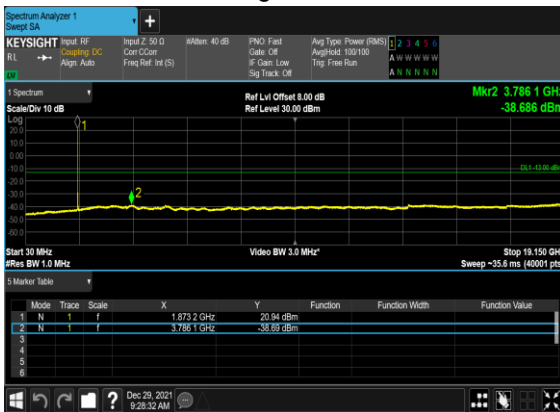 Spectrum Analyzer 1
Swept SA
KEYSIGHT Input: RF Input Z: 50 Ω #Atten: 40 dB PNO: Fast Avg Type: Power (RMS) 1 2 3 4 5 6
RL Coupling: DC Corr CCorr Gate: Off Avg|Hold: 100/100 A W W W W W
Align: Auto Freq Ref: Int (S) IF Gain: Low Trig: Free Run
LV Sig Track: Off A N N N N N
1 Spectrum Ref Lvl Offset 8.00 dB Mkr2 3.786 1 GHz
Scale/Div 10 dB Ref Level 30.00 dBm -38.686 dBm
Log
1
20.0
10.0
0.00
-10.0
DL1 -13.00 dBm
-20.0
-30.0
2
-40.0
-50.0
-60.0
Start 30 MHz Video BW 3.0 MHz* Stop 19.150 GHz
#Res BW 1.0 MHz Sweep ~35.6 ms (40001 pts
5 Marker Table
Mode Trace Scale X Y Function Function Width Function Value
1 N 1 f 1.873 2 GHz 20.94 dBm
2 N 1 f 3.786 1 GHz -38.69 dBm
3
4
5
6
? Dec 29, 2021
9:28:32 AM